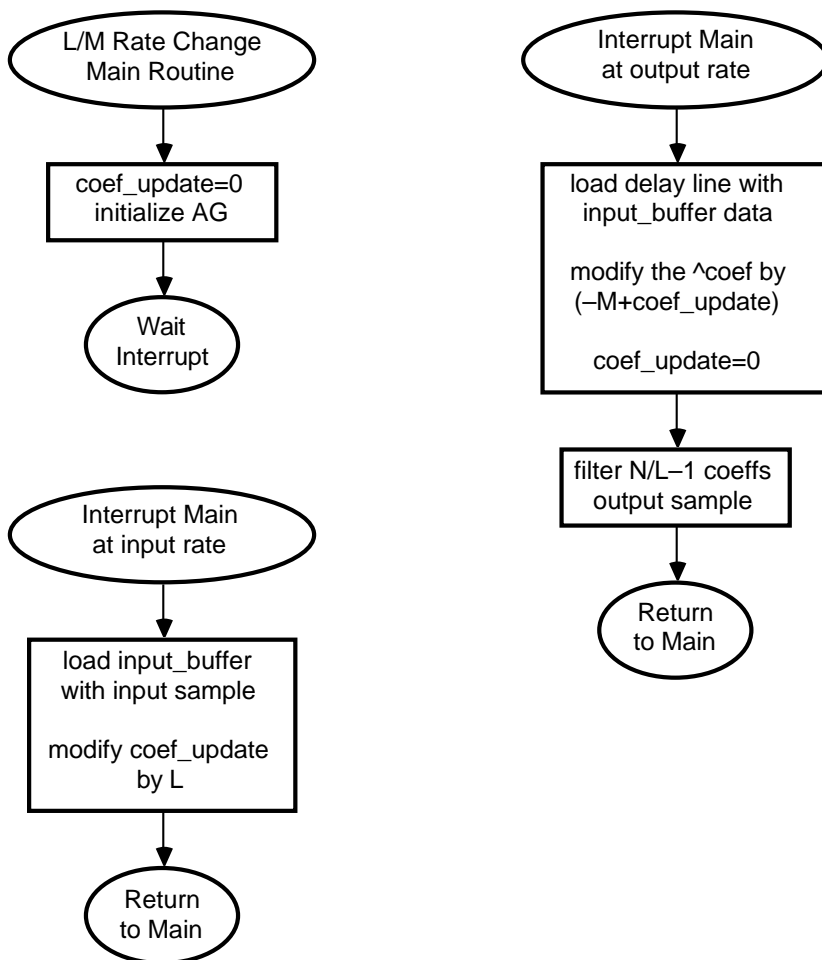 L/M Rate Change
Main Routine
coef_update=0
initialize AG
Wait
Interrupt
Interrupt Main
at input rate
load input_buffer
with input sample
modify coef_update
by L
Return
to Main
Interrupt Main
at output rate
load delay line with
input_buffer data
modify the ^coef by
(–M+coef_update)
coef_update=0
filter N/L–1 coeffs
output sample
Return
to Main